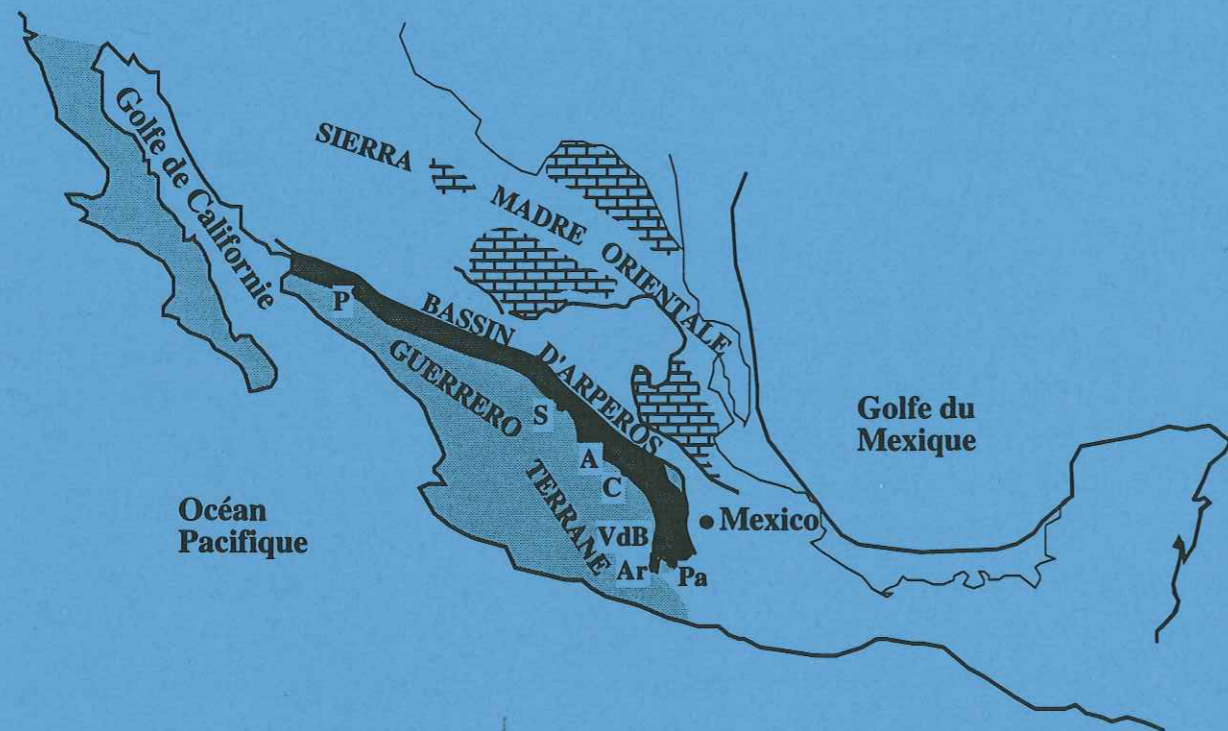 Golfe de Californie
SIERRA MADRE ORIENTALE
BASSIN D'ARPEROS
P
GUERRERO TERRANE
S
A
C
VdB
Ar
Pa
Mexico
Golfe du
Mexique
Océan
Pacifique